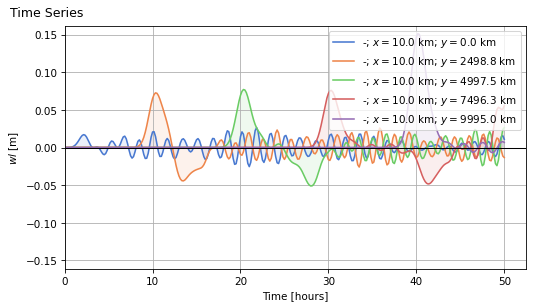 Time Series
0.15
0.10
0.05
0.00
−0.05
−0.10
−0.15
wl [m]
-; x = 10.0 km; y = 0.0 km
-; x = 10.0 km; y = 2498.8 km
-; x = 10.0 km; y = 4997.5 km
-; x = 10.0 km; y = 7496.3 km
-; x = 10.0 km; y = 9995.0 km
0 10 20 30 40 50
Time [hours]